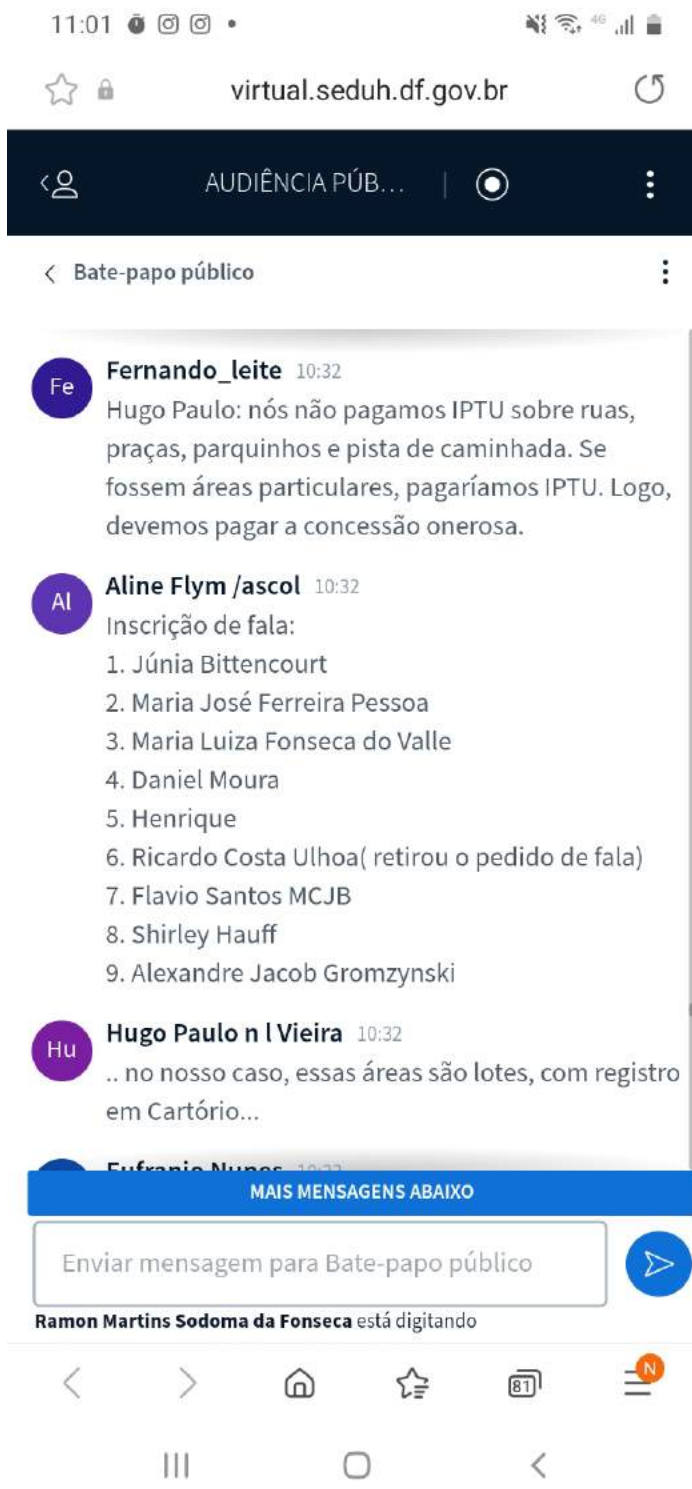 11:01
4G
virtual.seduh.df.gov.br
AUDIÊNCIA PÚB...
Bate-papo público
Fe
Fernando_leite 10:32
Hugo Paulo: nós não pagamos IPTU sobre ruas,
praças, parquinhos e pista de caminhada. Se
fossem áreas particulares, pagaríamos IPTU. Logo,
devemos pagar a concessão onerosa.
Al
Aline Flym /ascol 10:32
Inscrição de fala:
1. Júnia Bittencourt
2. Maria José Ferreira Pessoa
3. Maria Luiza Fonseca do Valle
4. Daniel Moura
5. Henrique
6. Ricardo Costa Ulhoa( retirou o pedido de fala)
7. Flavio Santos MCJB
8. Shirley Hauff
9. Alexandre Jacob Gromzynski
Hu
Hugo Paulo n l Vieira 10:32
.. no nosso caso, essas áreas são lotes, com registro
em Cartório...
Eufranio Nunes
MAIS MENSAGENS ABAIXO
Enviar mensagem para Bate-papo público
Ramon Martins Sodoma da Fonseca está digitando
81
N